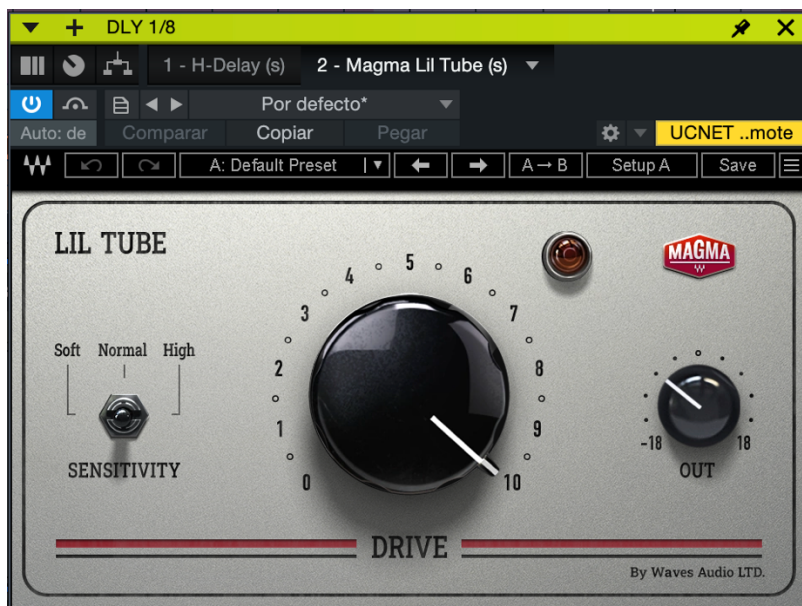 DLY 1/8
1 - H-Delay (s) 2 - Magma Lil Tube (s)
Por defecto*
Auto: de Comparar Copiar Pegar UCNET ..mote
A: Default Preset A → B Setup A Save
LIL TUBE
MAGMA
0 1 2 3 4 5 6 7 8 9 10
Soft Normal High
SENSITIVITY
-18 18
OUT
DRIVE
By Waves Audio LTD.